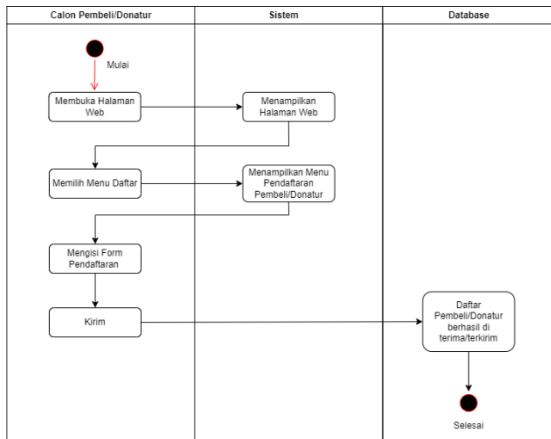 Calon Pembeli/Donatur
Sistem
Database
Mulai
Membuka Halaman
Web
Menampilkan
Halaman Web
Memilih Menu Daftar
Menampilkan Menu
Pendaftaran
Pembeli/Donatur
Mengisi Form
Pendaftaran
Kirim
Daftar
Pembeli/Donatur
berhasil di
terima/terkirim
Selesai